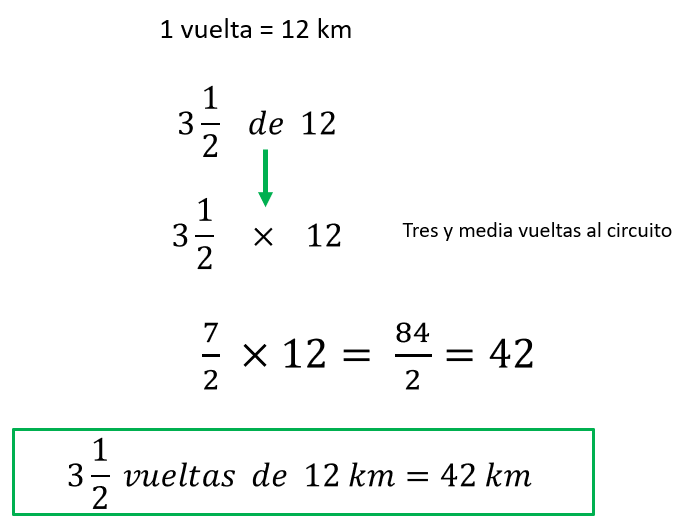 1 vuelta = 12 km
3 1/2 de 12
3 1/2 × 12
Tres y media vueltas al circuito
7/2 × 12 = 84/2 = 42
3 1/2 vueltas de 12 km = 42 km